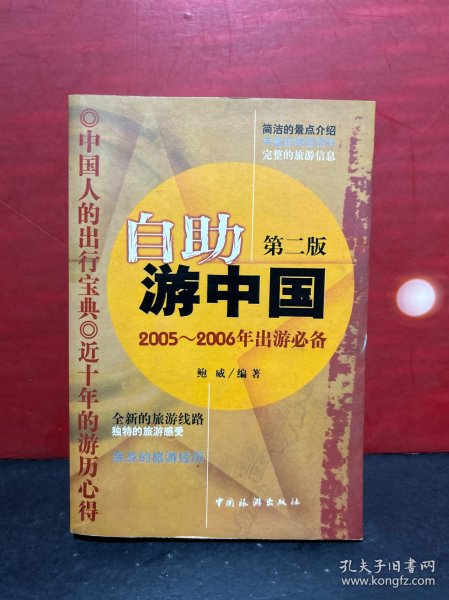 简洁的景点介绍
完整的旅游信息
自助
第二版
游中国
2005～2006年出游必备
鲍 威／编著
◎中国人的出行宝典◎近十年的游历心得
全新的旅游线路
独特的旅游感受
中国旅游出版社
孔夫子旧书网
www.kongfz.com